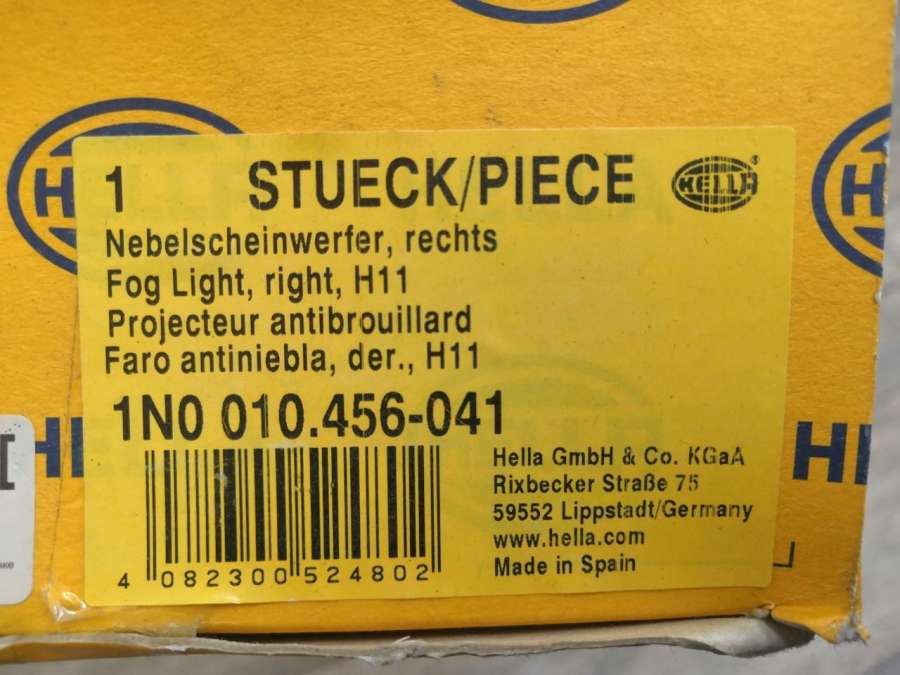 1 STUECK/PIECE HELLA
Nebelscheinwerfer, rechts
Fog Light, right, H11
Projecteur antibrouillard
Faro antiniebla, der., H11
1N0 010.456-041
4 082300 524802
Hella GmbH & Co. KGaA
Rixbecker Straße 75
59552 Lippstadt/Germany
www.hella.com
Made in Spain